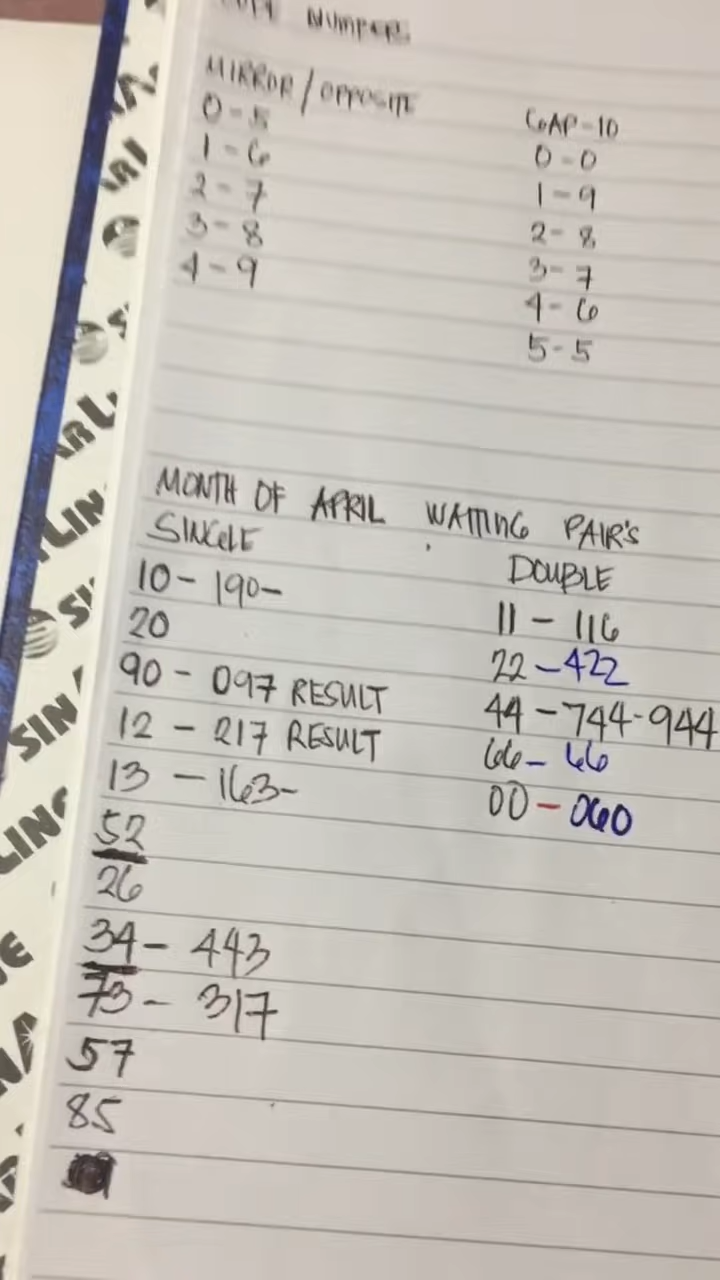 NUMBERS
MIRROR/OPPOSITE
0-5
1-6
2-7
3-8
4-9
GAP-10
0-0
1-9
2-8
3-7
4-6
5-5
MONTH OF APRIL WAITING PAIR'S
SINGLE
10- 190-
20
90 - 097 RESULT
12 - 217 RESULT
13 - 163-
52
26
34 - 443
73 - 317
57
85
DOUBLE
11 - 116
22 - 422
44 - 744-944
66 - 66
00 - 060